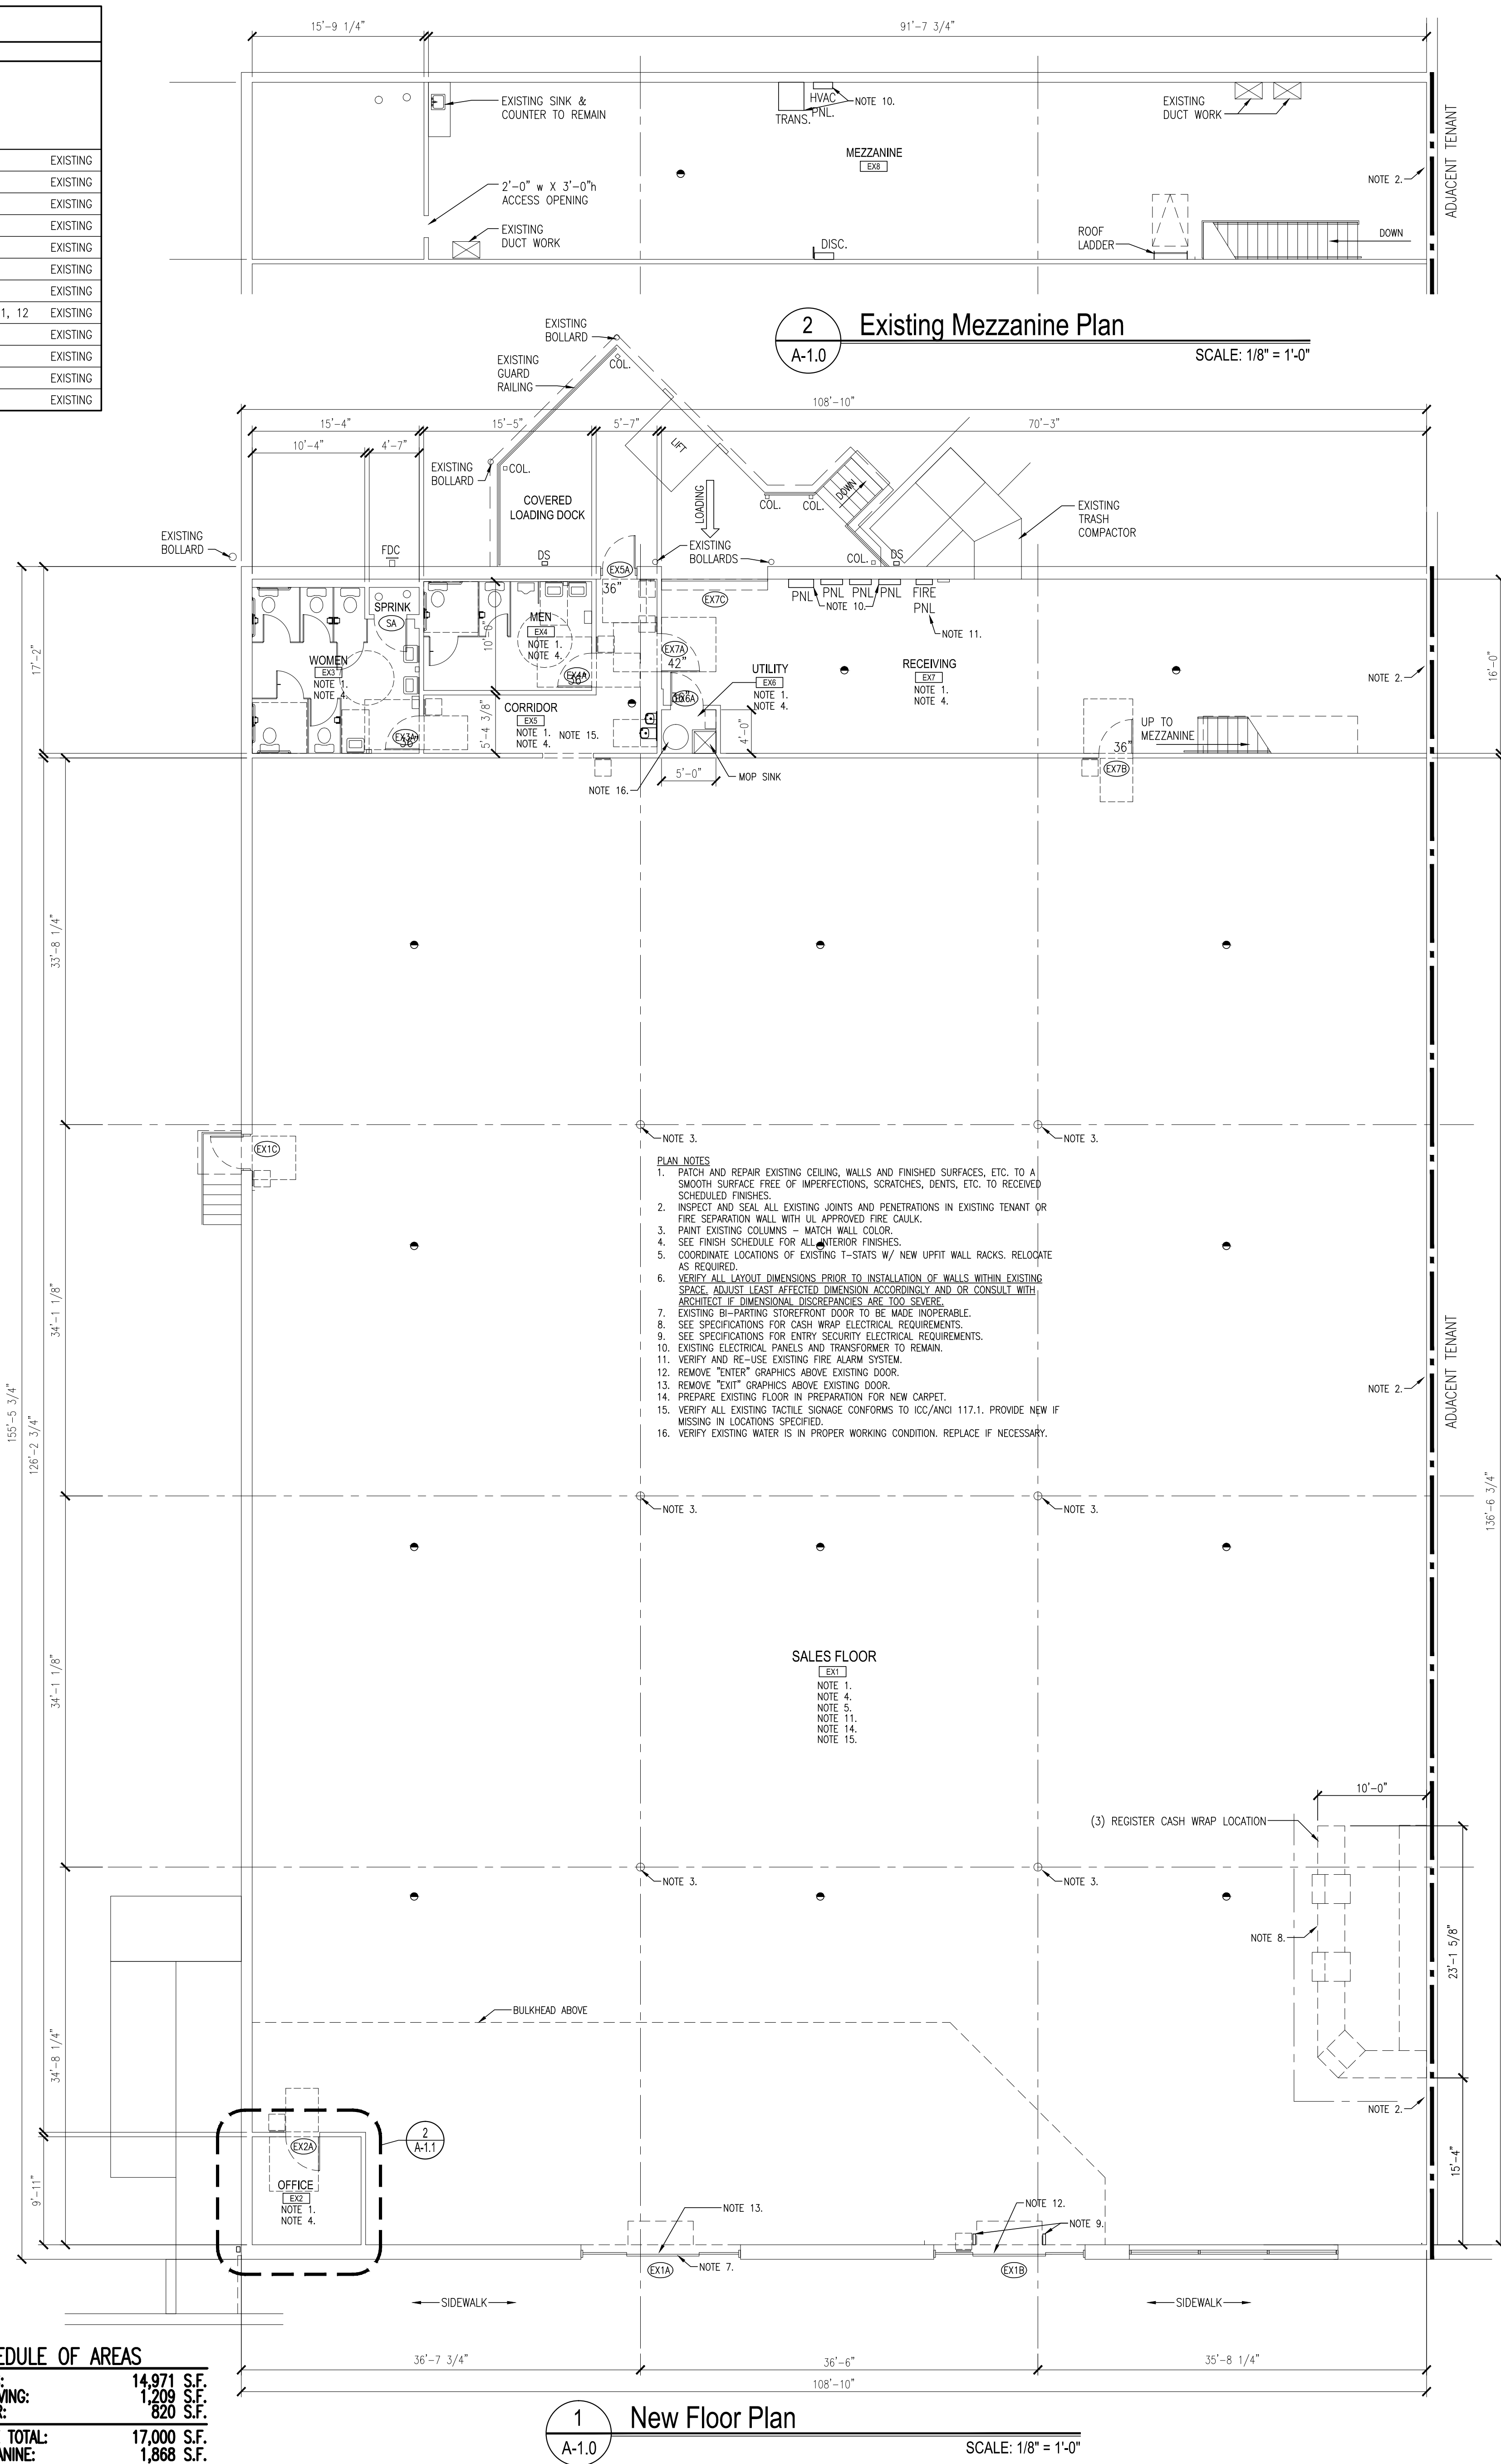 15'-9 1/4"
91'-7 3/4"
EXISTING
EXISTING
EXISTING
EXISTING
EXISTING
EXISTING
EXISTING
1, 12 EXISTING
EXISTING
EXISTING
EXISTING
EXISTING
EXISTING SINK &
COUNTER TO REMAIN
2'-0" w X 3'-0"h
ACCESS OPENING
EXISTING
DUCT WORK
TRANS.
HVAC
PNL.
NOTE 10.
MEZZANINE
EX8
DISC.
EXISTING
DUCT WORK
ROOF
LADDER
DOWN
NOTE 2.
ADJACENT TENANT
2
A-1.0
Existing Mezzanine Plan
SCALE: 1/8" = 1'-0"
EXISTING
BOLLARD
COL.
EXISTING
GUARD
RAILING
108'-10"
15'-4"
15'-5"
5'-7"
70'-3"
10'-4"
4'-7"
LIFT
EXISTING
BOLLARD
COL.
COVERED
LOADING DOCK
LOADING
COL.
COL.
DOWN
EXISTING
TRASH
COMPACTOR
EXISTING
BOLLARD
FDC
DS
EXISTING
BOLLARDS
COL.
DS
EX5A
36"
EX7C
PNL
PNL
PNL
PNL
FIRE
PNL
NOTE 10.
NOTE 11.
SPRINK
SA
MEN
EX4
NOTE 1.
NOTE 4.
10'-0"
EX4A
36"
EX7A
42"
WOMEN
EX3
NOTE 1.
NOTE 4.
EX3A
36"
UTILITY
EX6
NOTE 1.
NOTE 4.
EX6A
36"
RECEIVING
EX7
NOTE 1.
NOTE 4.
NOTE 2.
17'-2"
16'-0"
CORRIDOR
EX5
NOTE 1.
NOTE 4.
NOTE 15.
5'-4 3/8"
4'-0"
5'-0"
MOP SINK
NOTE 16.
36"
EX7B
UP TO
MEZZANINE
33'-8 1/4"
EX1C
NOTE 3.
NOTE 3.
PLAN NOTES
1. PATCH AND REPAIR EXISTING CEILING, WALLS AND FINISHED SURFACES, ETC. TO A
SMOOTH SURFACE FREE OF IMPERFECTIONS, SCRATCHES, DENTS, ETC. TO RECEIVED
SCHEDULED FINISHES.
2. INSPECT AND SEAL ALL EXISTING JOINTS AND PENETRATIONS IN EXISTING TENANT OR
FIRE SEPARATION WALL WITH UL APPROVED FIRE CAULK.
3. PAINT EXISTING COLUMNS – MATCH WALL COLOR.
4. SEE FINISH SCHEDULE FOR ALL INTERIOR FINISHES.
5. COORDINATE LOCATIONS OF EXISTING T-STATS W/ NEW UPFIT WALL RACKS. RELOCATE
AS REQUIRED.
6. VERIFY ALL LAYOUT DIMENSIONS PRIOR TO INSTALLATION OF WALLS WITHIN EXISTING
SPACE. ADJUST LEAST AFFECTED DIMENSION ACCORDINGLY AND OR CONSULT WITH
ARCHITECT IF DIMENSIONAL DISCREPANCIES ARE TOO SEVERE.
7. EXISTING BI-PARTING STOREFRONT DOOR TO BE MADE INOPERABLE.
8. SEE SPECIFICATIONS FOR CASH WRAP ELECTRICAL REQUIREMENTS.
9. SEE SPECIFICATIONS FOR ENTRY SECURITY ELECTRICAL REQUIREMENTS.
10. EXISTING ELECTRICAL PANELS AND TRANSFORMER TO REMAIN.
11. VERIFY AND RE-USE EXISTING FIRE ALARM SYSTEM.
12. REMOVE "ENTER" GRAPHICS ABOVE EXISTING DOOR.
13. REMOVE "EXIT" GRAPHICS ABOVE EXISTING DOOR.
14. PREPARE EXISTING FLOOR IN PREPARATION FOR NEW CARPET.
15. VERIFY ALL EXISTING TACTILE SIGNAGE CONFORMS TO ICC/ANCI 117.1. PROVIDE NEW IF
MISSING IN LOCATIONS SPECIFIED.
16. VERIFY EXISTING WATER IS IN PROPER WORKING CONDITION. REPLACE IF NECESSARY.
34'-1 1/8"
155'-5 3/4"
126'-2 3/4"
NOTE 2.
ADJACENT TENANT
136'-6 3/4"
NOTE 3.
NOTE 3.
34'-1 1/8"
SALES FLOOR
EX1
NOTE 1.
NOTE 4.
NOTE 5.
NOTE 11.
NOTE 14.
NOTE 15.
10'-0"
(3) REGISTER CASH WRAP LOCATION
NOTE 3.
NOTE 3.
NOTE 8.
23'-1 5/8"
BULKHEAD ABOVE
34'-8 1/4"
NOTE 2.
2
A-1.1
EX2A
OFFICE
EX2
NOTE 1.
NOTE 4.
9'-11"
15'-4"
NOTE 13.
NOTE 12.
NOTE 9.
EX1A
NOTE 7.
EX1B
SIDEWALK
SIDEWALK
36'-7 3/4"
36'-6"
35'-8 1/4"
108'-10"
EDULE OF AREAS
: 14,971 S.F.
VING: 1,209 S.F.
R: 820 S.F.
TOTAL: 17,000 S.F.
ANINE: 1,868 S.F.
1
A-1.0
New Floor Plan
SCALE: 1/8" = 1'-0"